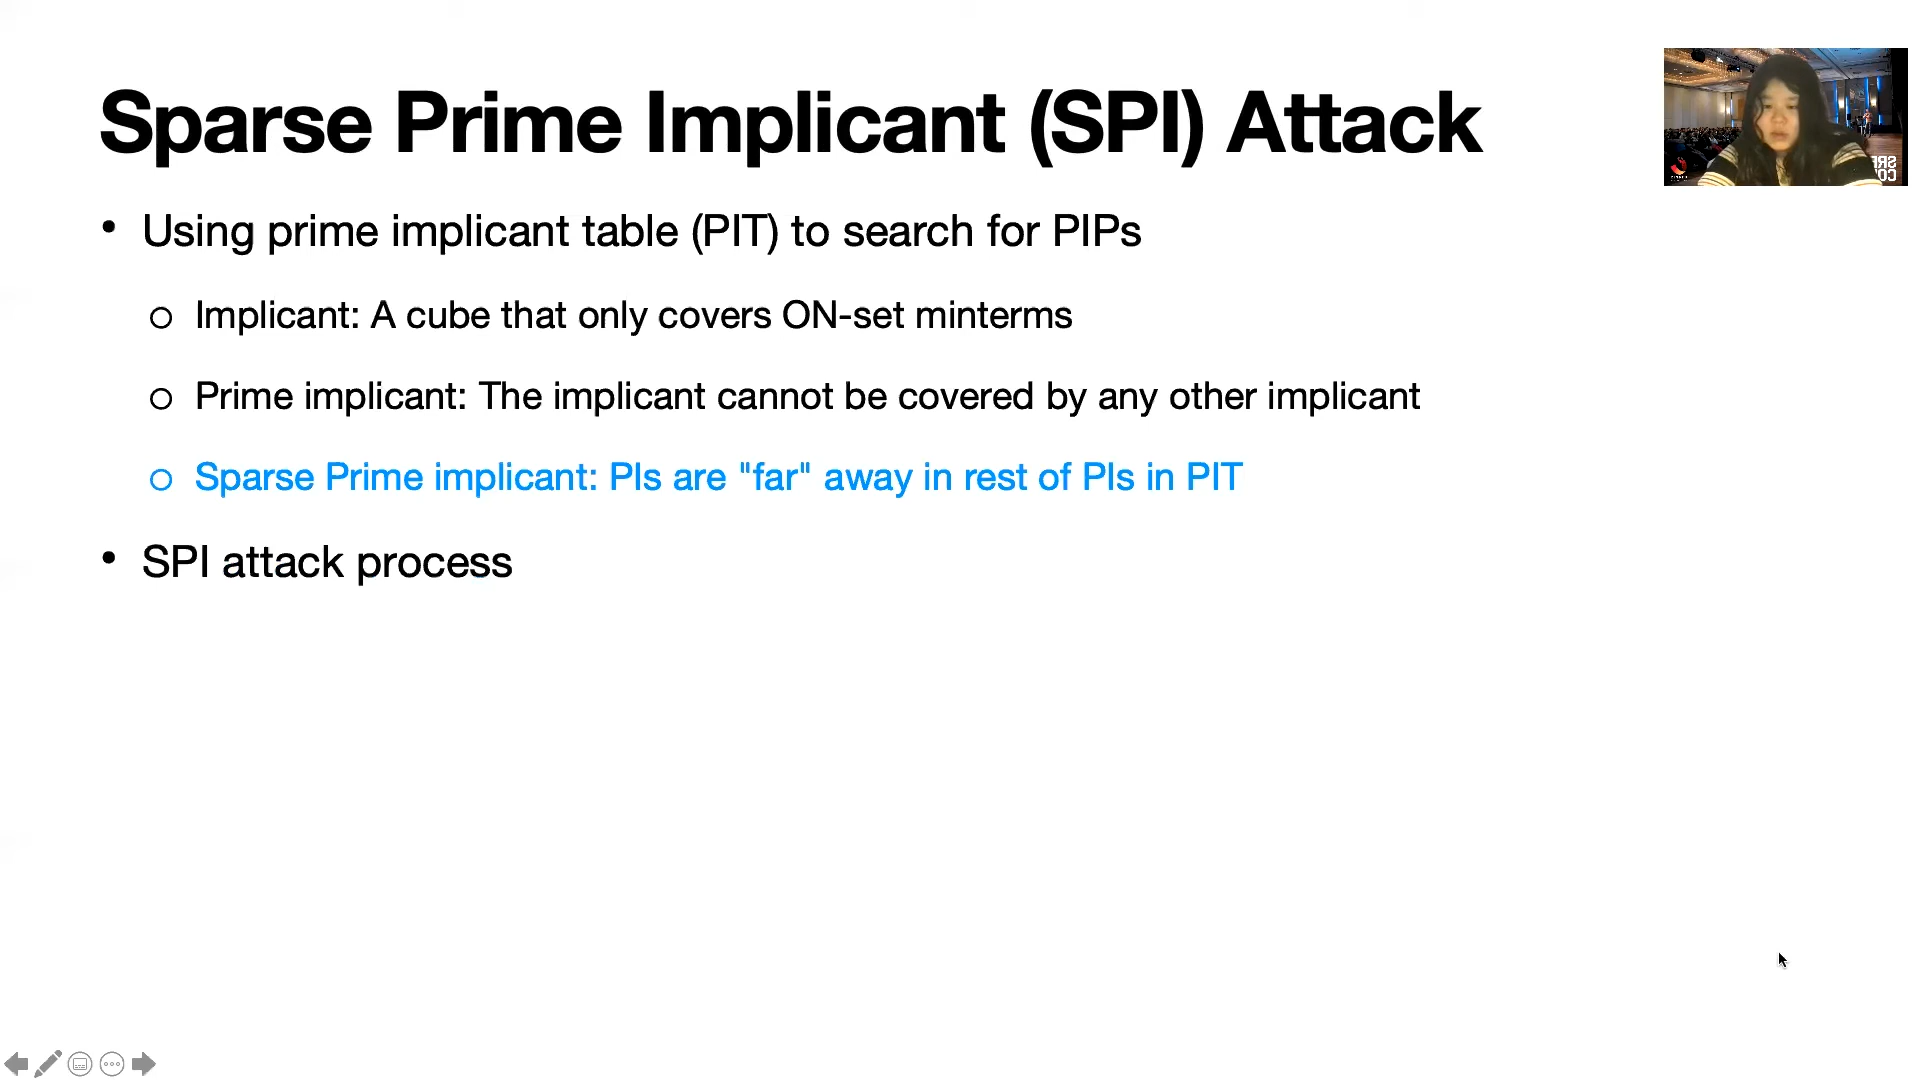 Sparse Prime Implicant (SPI) Attack
• Using prime implicant table (PIT) to search for PIPs
○ Implicant: A cube that only covers ON-set minterms
○ Prime implicant: The implicant cannot be covered by any other implicant
○ Sparse Prime implicant: PIs are "far" away in rest of PIs in PIT
• SPI attack process